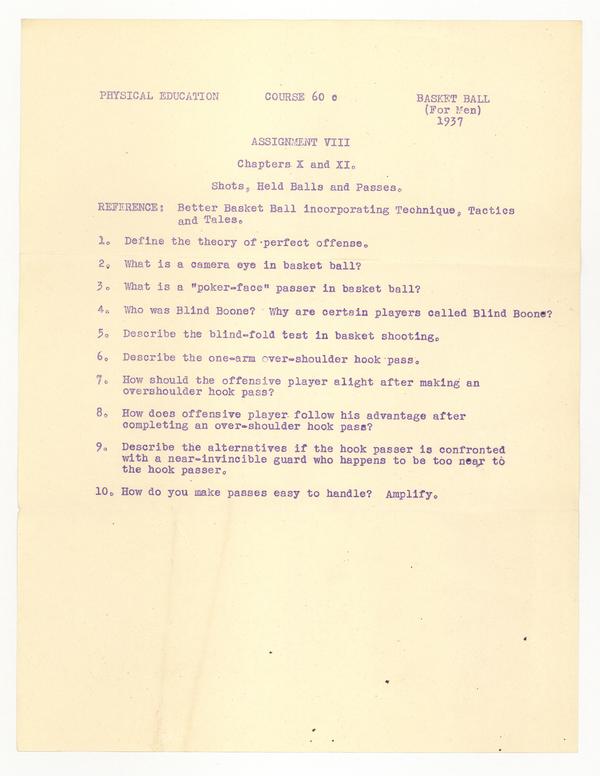 PHYSICAL EDUCATION COURSE 60 c BASKET BALL
(For Men)
1937
ASSIGNMENT VIII
Chapters X and XI.
Shots, Held Balls and Passes.
REFERENCE: Better Basket Ball incorporating Technique, Tactics
and Tales.
1. Define the theory of perfect offense.
2. What is a camera eye in basket ball?
3. What is a "poker-face" passer in basket ball?
4. Who was Blind Boone? Why are certain players called Blind Boone?
5. Describe the blind-fold test in basket shooting.
6. Describe the one-arm over-shoulder hook pass.
7. How should the offensive player alight after making an
overshoulder hook pass?
8. How does offensive player follow his advantage after
completing an over-shoulder hook pass?
9. Describe the alternatives if the hook passer is confronted
with a near-invincible guard who happens to be too near to
the hook passer.
10. How do you make passes easy to handle? Amplify.